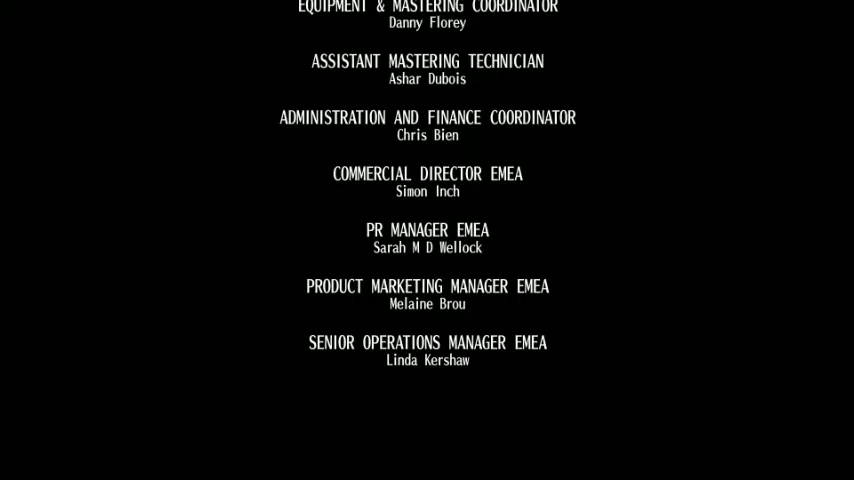 EQUIPMENT & MASTERING COORDINATOR
Danny Florey
ASSISTANT MASTERING TECHNICIAN
Ashar Dubois
ADMINISTRATION AND FINANCE COORDINATOR
Chris Bien
COMMERCIAL DIRECTOR EMEA
Simon Inch
PR MANAGER EMEA
Sarah M D Wellock
PRODUCT MARKETING MANAGER EMEA
Melaine Brou
SENIOR OPERATIONS MANAGER EMEA
Linda Kershaw